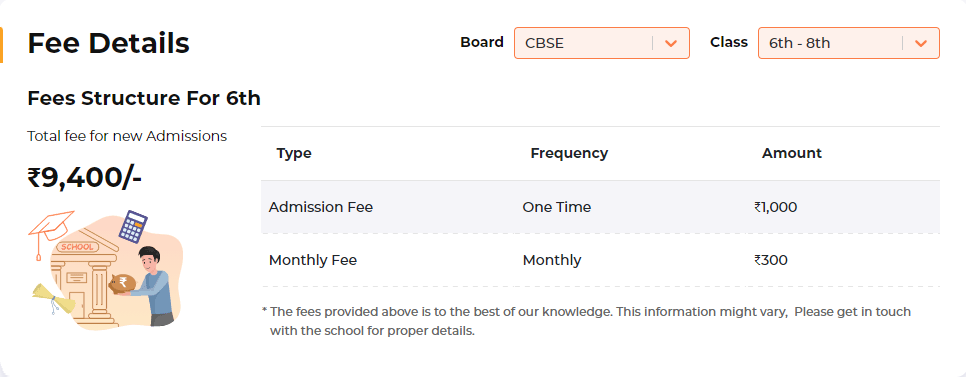 Fee Details
Board CBSE Class 6th - 8th
Fees Structure For 6th
Total fee for new Admissions
₹9,400/-
SCHOOL
₹
Type Frequency Amount
Admission Fee One Time ₹1,000
Monthly Fee Monthly ₹300
* The fees provided above is to the best of our knowledge. This information might vary, Please get in touch
with the school for proper details.